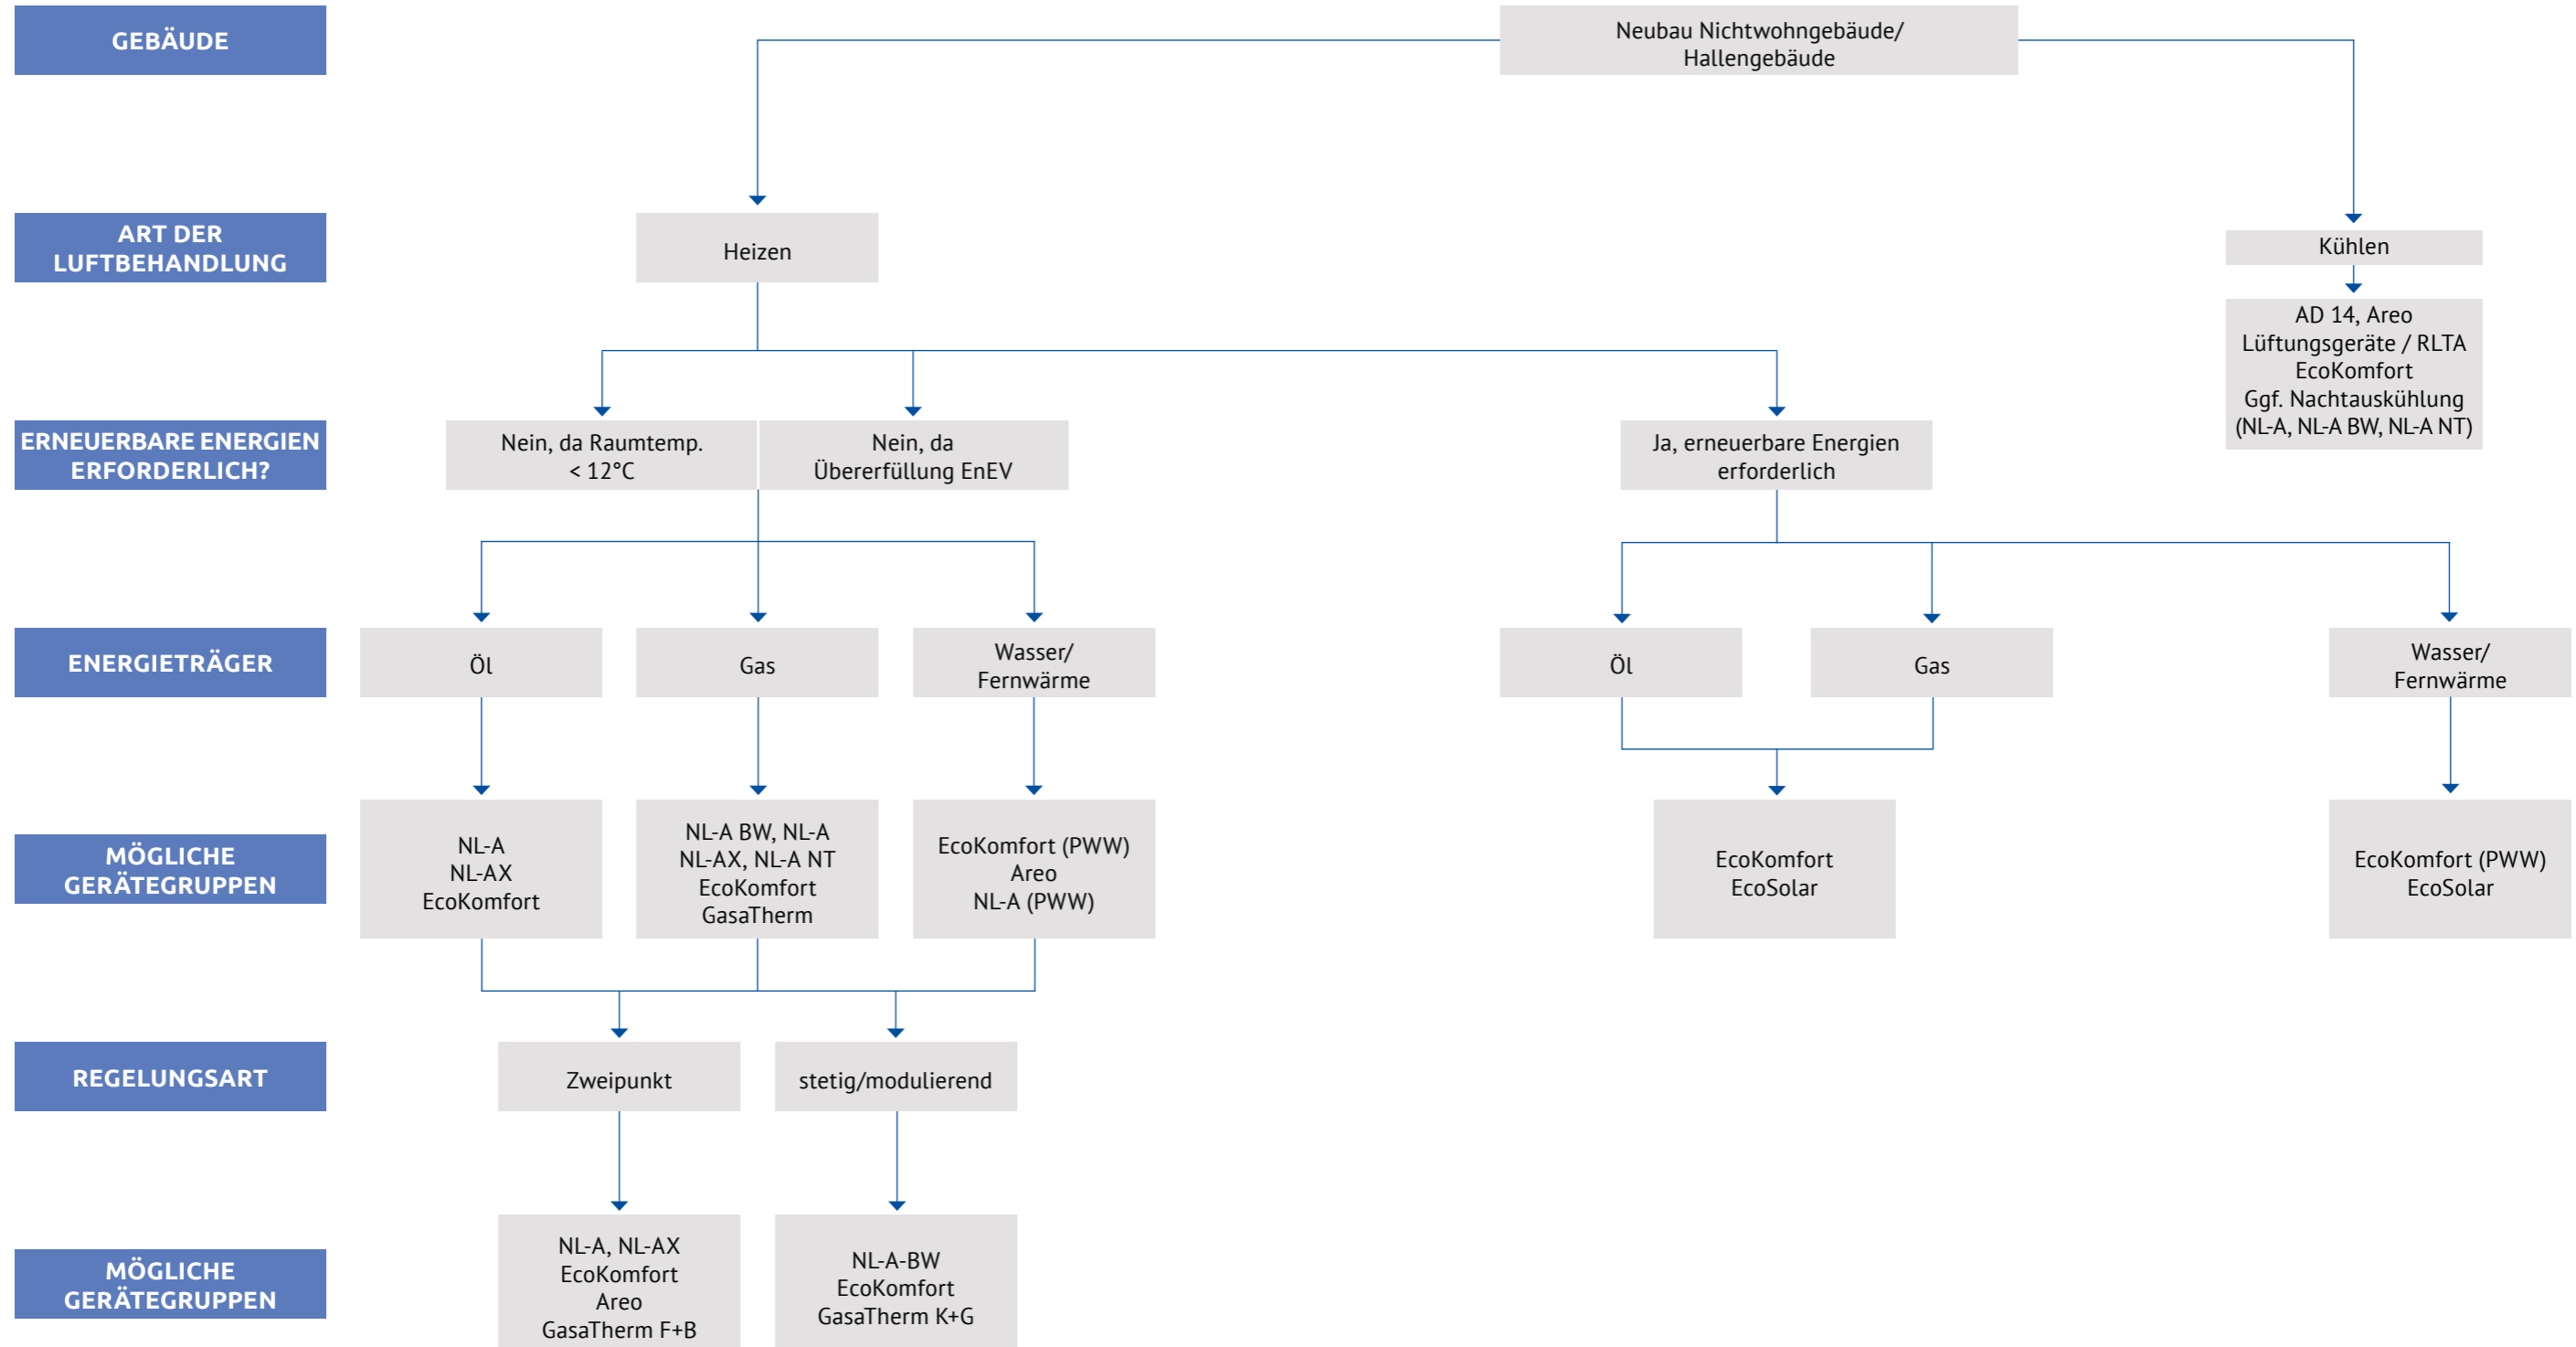 GEBÄUDE
Neubau Nichtwohngebäude/
Hallengebäude
ART DER
LUFTBEHANDLUNG
Heizen
Kühlen
AD 14, Areo
Lüftungsgeräte / RLTA
EcoKomfort
Ggf. Nachtauskühlung
(NL-A, NL-A BW, NL-A NT)
ERNEUERBARE ENERGIEN
ERFORDERLICH?
Nein, da Raumtemp.
< 12°C
Nein, da
Übererfüllung EnEV
Ja, erneuerbare Energien
erforderlich
ENERGIETRÄGER
Öl
Gas
Wasser/
Fernwärme
Öl
Gas
Wasser/
Fernwärme
MÖGLICHE
GERÄTEGRUPPEN
NL-A
NL-AX
EcoKomfort
NL-A BW, NL-A
NL-AX, NL-A NT
EcoKomfort
GasaTherm
EcoKomfort (PWW)
Areo
NL-A (PWW)
EcoKomfort
EcoSolar
EcoKomfort (PWW)
EcoSolar
REGELUNGSART
Zweipunkt
stetig/modulierend
MÖGLICHE
GERÄTEGRUPPEN
NL-A, NL-AX
EcoKomfort
Areo
GasaTherm F+B
NL-A-BW
EcoKomfort
GasaTherm K+G